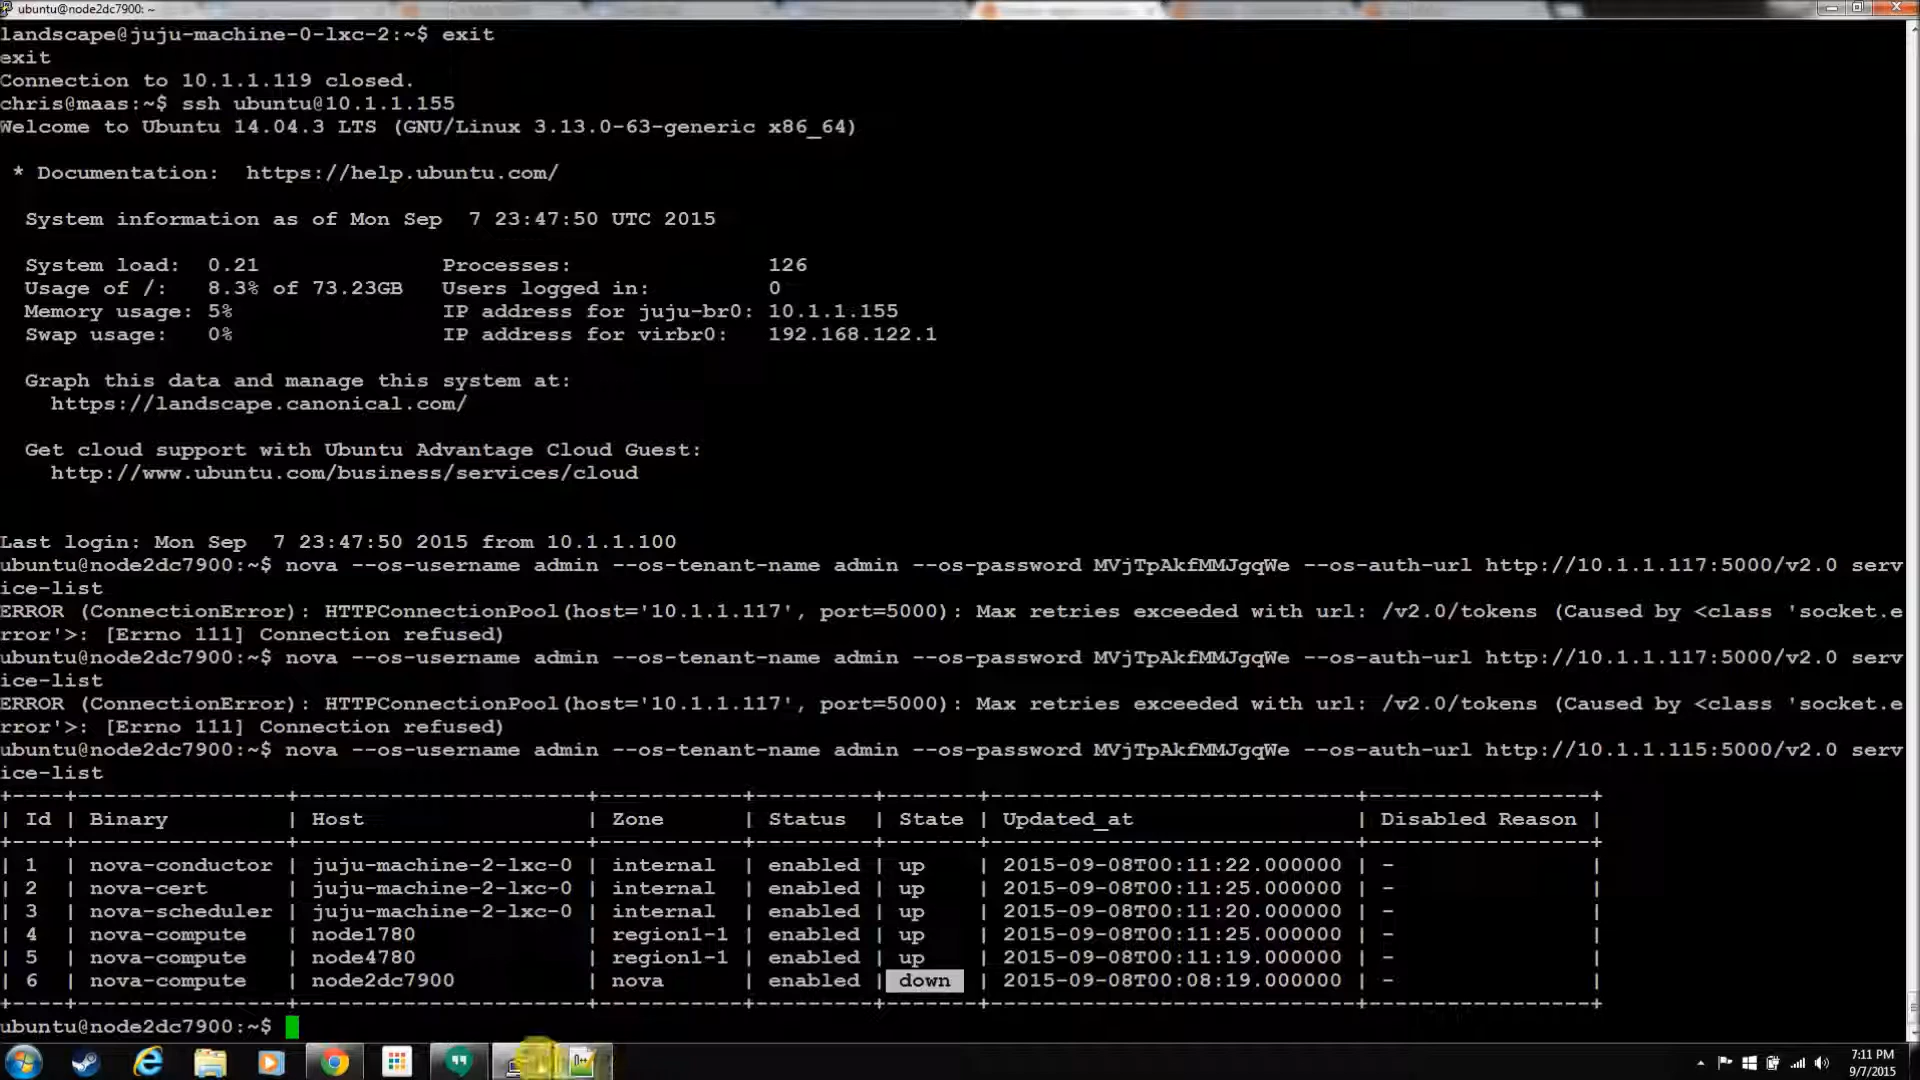 ubuntu@node2dc7900: ~
landscape@juju-machine-0-lxc-2:~$ exit
exit
Connection to 10.1.1.119 closed.
chris@maas:~$ ssh ubuntu@10.1.1.155
Welcome to Ubuntu 14.04.3 LTS (GNU/Linux 3.13.0-63-generic x86_64)
* Documentation:  https://help.ubuntu.com/
System information as of Mon Sep  7 23:47:50 UTC 2015
System load:  0.21               Processes:               126
Usage of /:   8.3% of 73.23GB   Users logged in:         0
Memory usage: 5%                IP address for juju-br0: 10.1.1.155
Swap usage:   0%                IP address for virbr0:   192.168.122.1
Graph this data and manage this system at:
https://landscape.canonical.com/
Get cloud support with Ubuntu Advantage Cloud Guest:
http://www.ubuntu.com/business/services/cloud
Last login: Mon Sep  7 23:47:50 2015 from 10.1.1.100
ubuntu@node2dc7900:~$ nova --os-username admin --os-tenant-name admin --os-password MVjTpAkfMMJgqWe --os-auth-url http://10.1.1.117:5000/v2.0 serv
ice-list
ERROR (ConnectionError): HTTPConnectionPool(host='10.1.1.117', port=5000): Max retries exceeded with url: /v2.0/tokens (Caused by <class 'socket.e
rror'>: [Errno 111] Connection refused)
ubuntu@node2dc7900:~$ nova --os-username admin --os-tenant-name admin --os-password MVjTpAkfMMJgqWe --os-auth-url http://10.1.1.117:5000/v2.0 serv
ice-list
ERROR (ConnectionError): HTTPConnectionPool(host='10.1.1.117', port=5000): Max retries exceeded with url: /v2.0/tokens (Caused by <class 'socket.e
rror'>: [Errno 111] Connection refused)
ubuntu@node2dc7900:~$ nova --os-username admin --os-tenant-name admin --os-password MVjTpAkfMMJgqWe --os-auth-url http://10.1.1.115:5000/v2.0 serv
ice-list
+----+------------------+-----------------------+------------+---------+-------+----------------------------+-----------------+
| Id | Binary           | Host                  | Zone       | Status  | State | Updated_at                 | Disabled Reason |
+----+------------------+-----------------------+------------+---------+-------+----------------------------+-----------------+
| 1  | nova-conductor | juju-machine-2-lxc-0 | internal | enabled | up | 2015-09-08T00:11:22.000000 | - |
| 2  | nova-cert | juju-machine-2-lxc-0 | internal | enabled | up | 2015-09-08T00:11:25.000000 | - |
| 3  | nova-scheduler | juju-machine-2-lxc-0 | internal | enabled | up | 2015-09-08T00:11:20.000000 | - |
| 4  | nova-compute | node1780 | region1-1 | enabled | up | 2015-09-08T00:11:25.000000 | - |
| 5  | nova-compute | node4780 | region1-1 | enabled | up | 2015-09-08T00:11:19.000000 | - |
| 6  | nova-compute | node2dc7900 | nova | enabled | down | 2015-09-08T00:08:19.000000 | - |
+----+------------------+-----------------------+------------+---------+-------+----------------------------+-----------------+
ubuntu@node2dc7900:~$
7:11 PM
9/7/2015